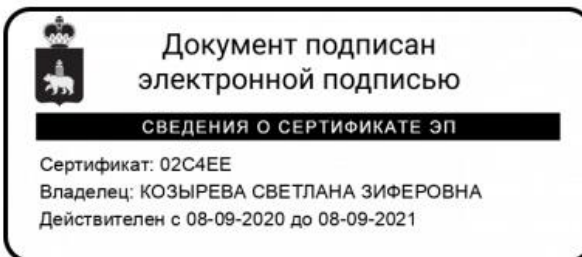 Документ подписан
электронной подписью
СВЕДЕНИЯ О СЕРТИФИКАТЕ ЭП
Сертификат: 02C4EE
Владелец: КОЗЫРЕВА СВЕТЛАНА ЗИФЕРОВНА
Действителен с 08-09-2020 до 08-09-2021